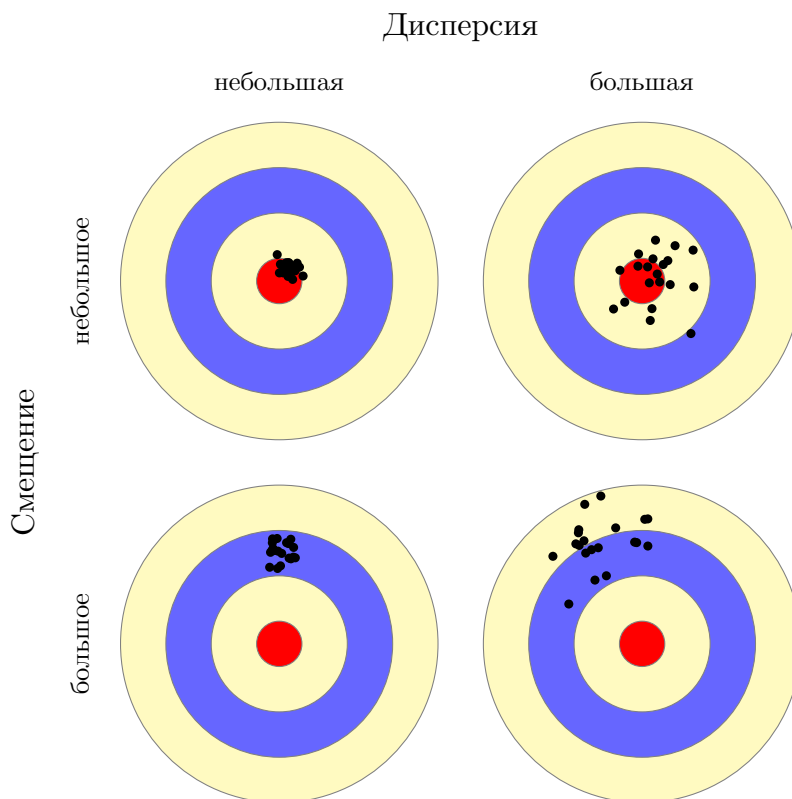 Дисперсия
небольшая
большая
небольшое
Смещение
большое